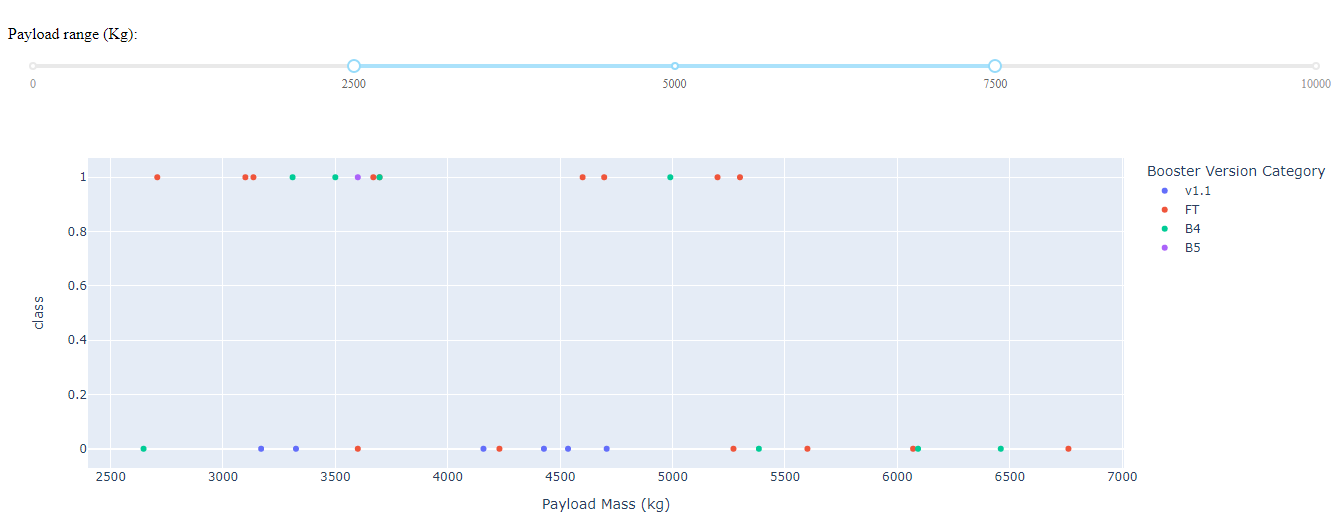 Payload range (Kg):
0 2500 5000 7500 10000
Booster Version Category
v1.1
FT
B4
B5
1
0.8
0.6
0.4
0.2
0
class
2500 3000 3500 4000 4500 5000 5500 6000 6500 7000
Payload Mass (kg)